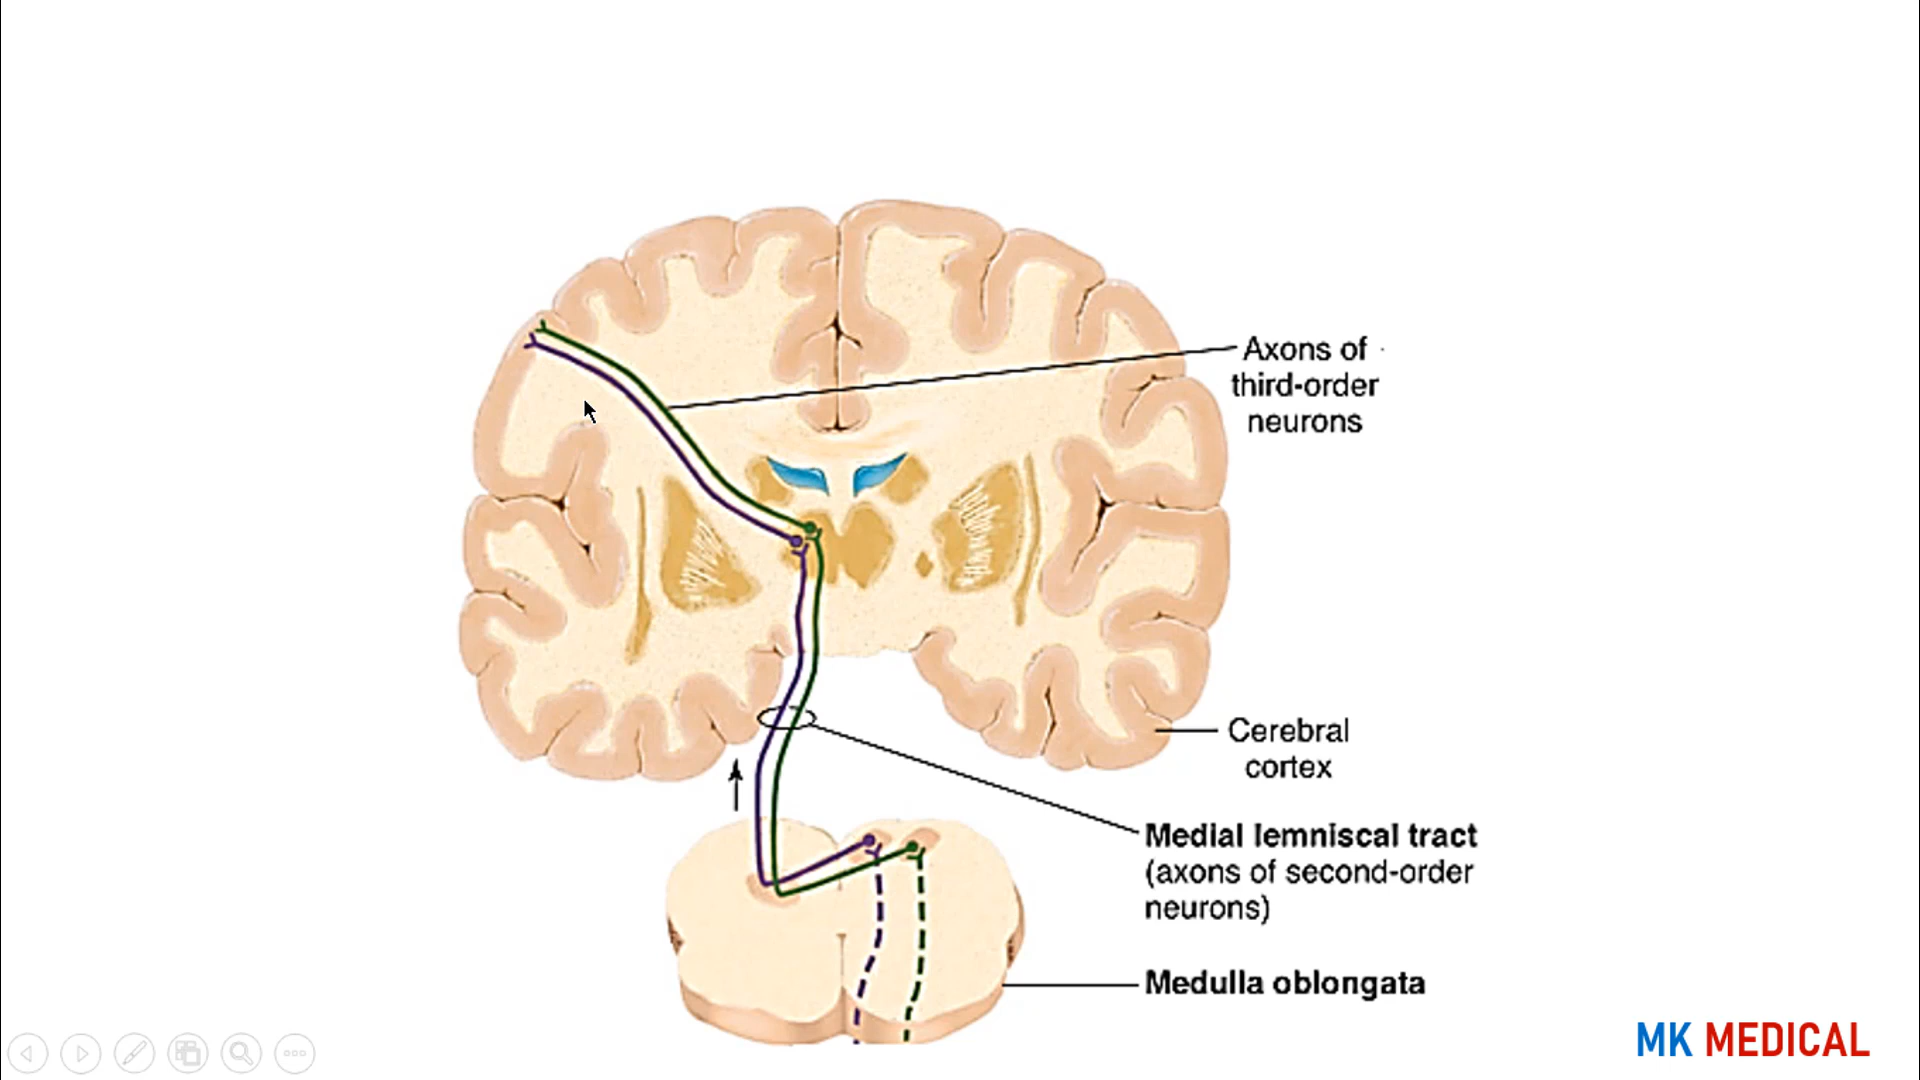 Axons of
third-order
neurons
Cerebral
cortex
Medial lemniscal tract
(axons of second-order
neurons)
Medulla oblongata
MK MEDICAL